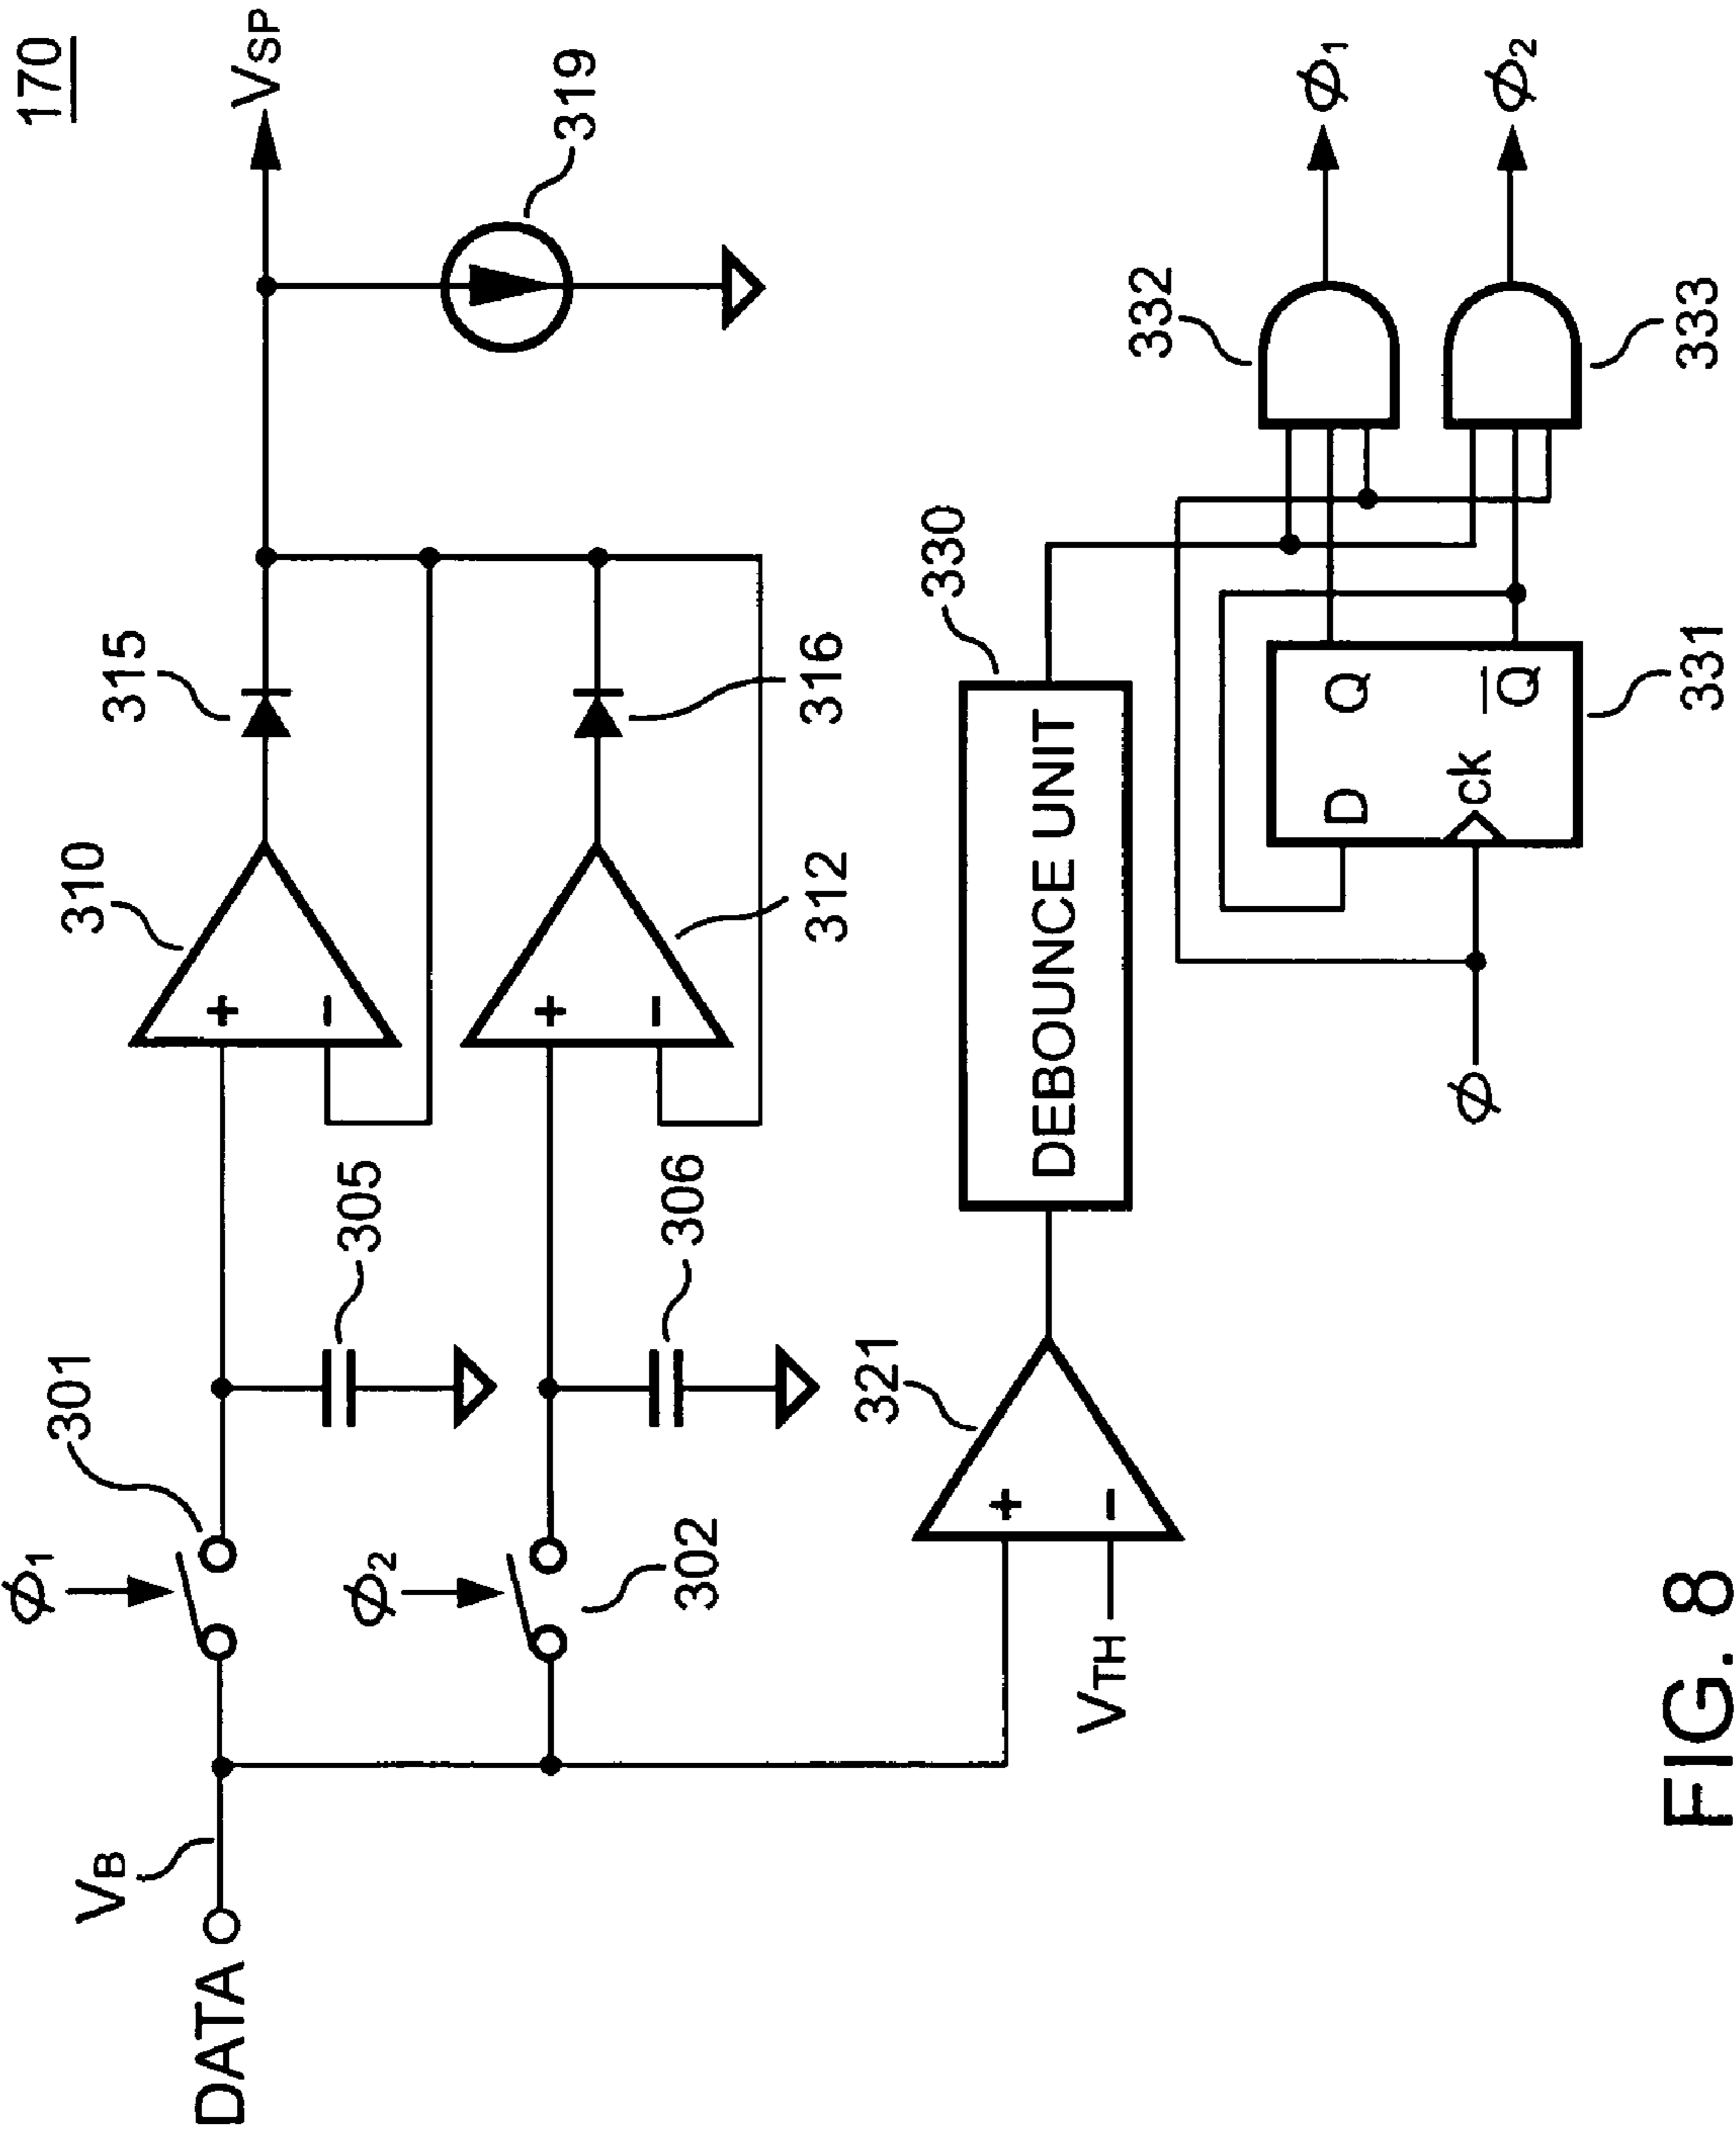 170
VSP
319
315
316
310
312
+
−
+
−
305
306
301
302
ϕ1
ϕ2
VB
DATA
321
+
−
VTH
330
DEBOUNCE UNIT
332
333
ϕ1
ϕ2
331
D
Q
ck
Q̅
ϕ
FIG. 8